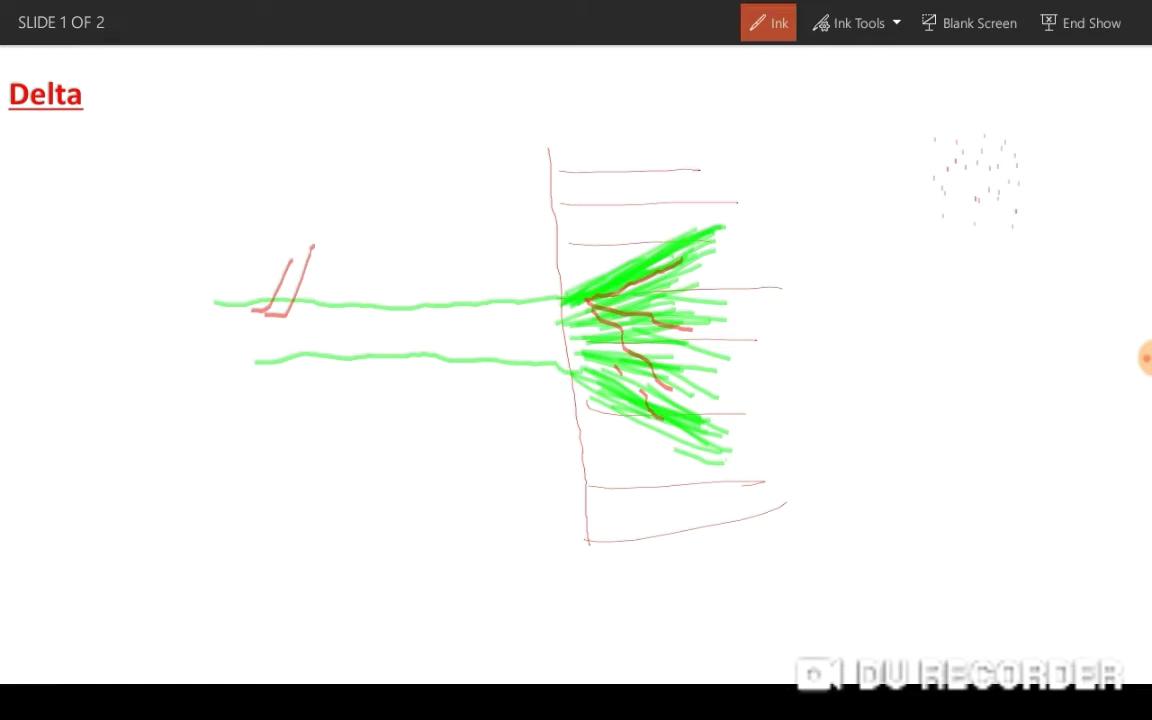 SLIDE 1 OF 2
Ink
Ink Tools
Blank Screen
End Show
Delta
DU RECORDER